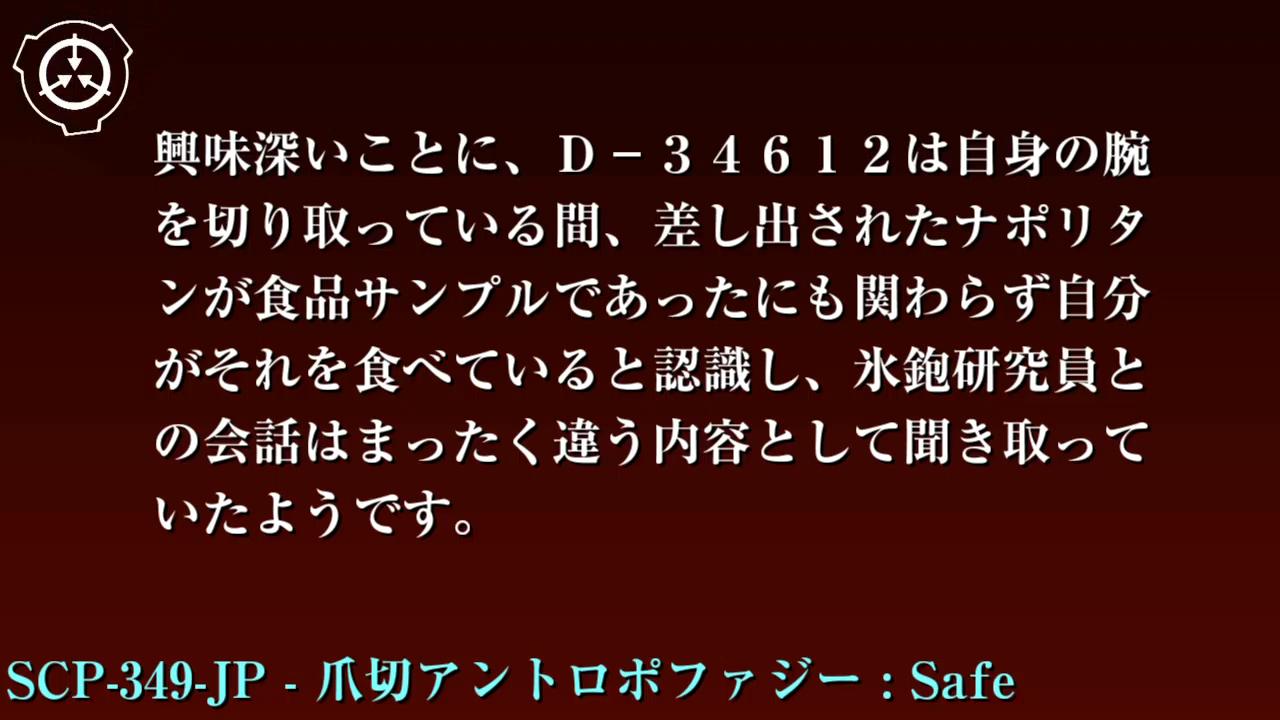 興味深いことに、Ｄ－３４６１２は自身の腕
を切り取っている間、差し出されたナポリタ
ンが食品サンプルであったにも関わらず自分
がそれを食べていると認識し、氷鉋研究員と
の会話はまったく違う内容として聞き取って
いたようです。
SCP-349-JP - 爪切アントロポファジー : Safe